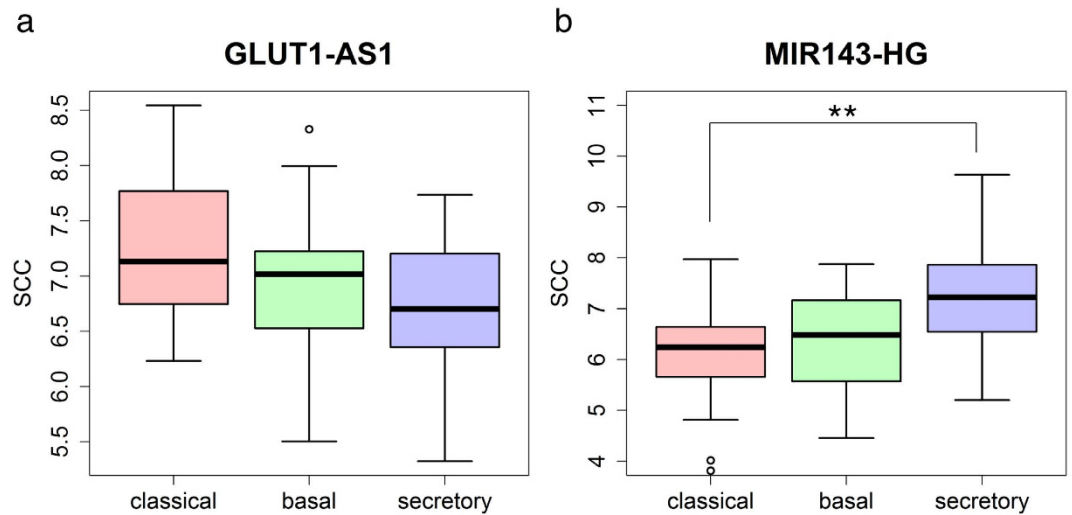 a
GLUT1-AS1
SCC
8.5
8.0
7.5
7.0
6.5
6.0
5.5
classical basal secretory
b
MIR143-HG
SCC
11
10
9
8
7
6
5
4
**
classical basal secretory